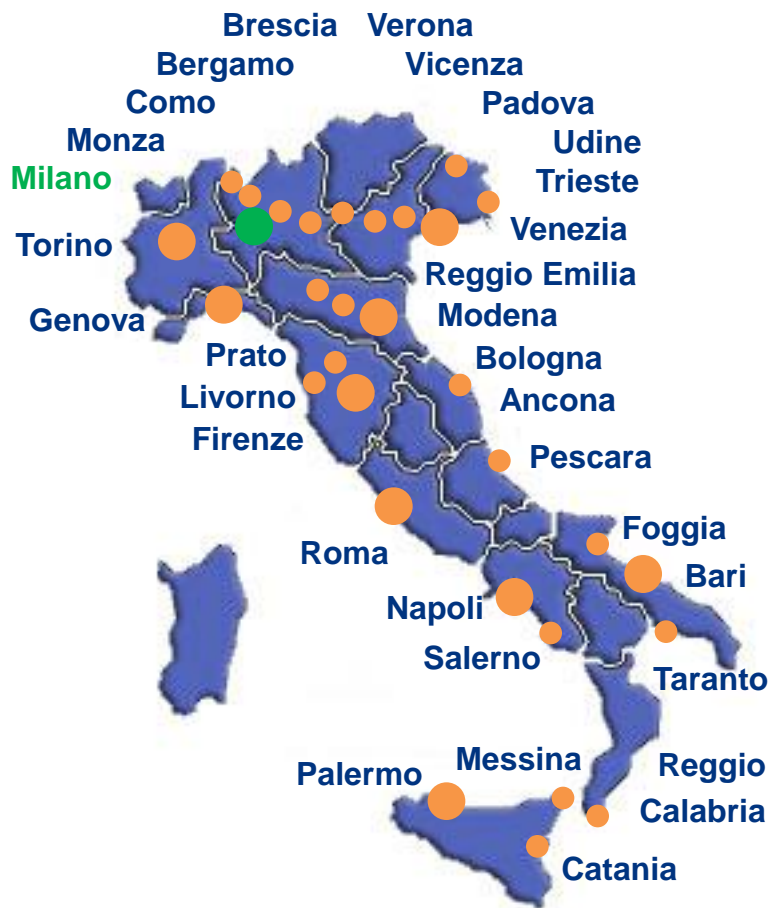 Brescia Verona
Bergamo Vicenza
Como Padova
Monza Udine
Milano Trieste
Torino Venezia
Reggio Emilia
Genova Modena
Prato Bologna
Livorno Ancona
Firenze
Pescara
Roma Foggia
Bari
Napoli
Salerno
Taranto
Messina Reggio
Palermo
Calabria
Catania